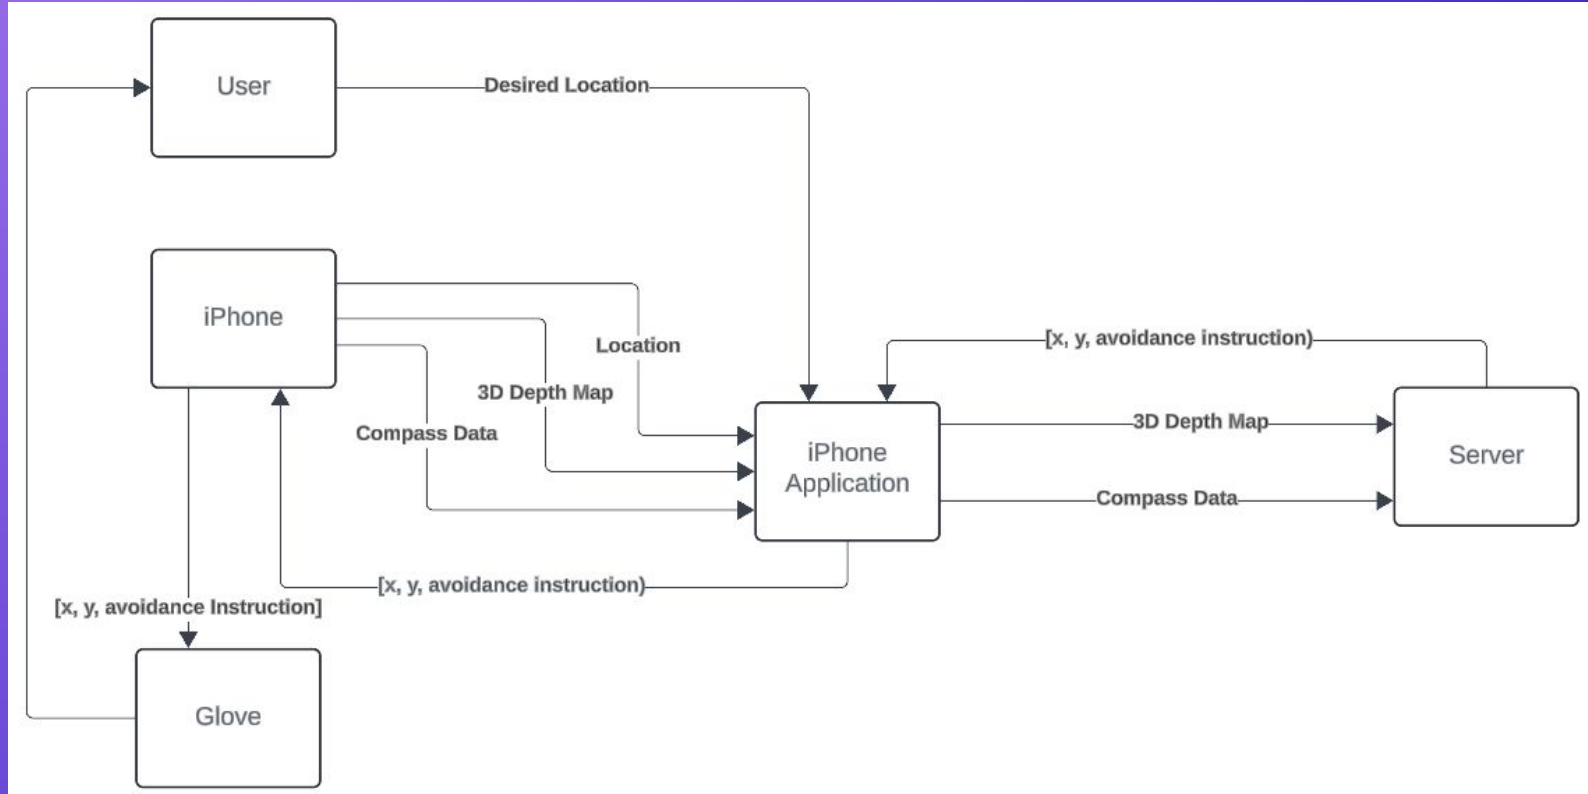 User
Desired Location
iPhone
Location
[x, y, avoidance instruction)
3D Depth Map
Compass Data
3D Depth Map
iPhone
Application
Server
Compass Data
[x, y, avoidance instruction)
[x, y, avoidance Instruction]
Glove